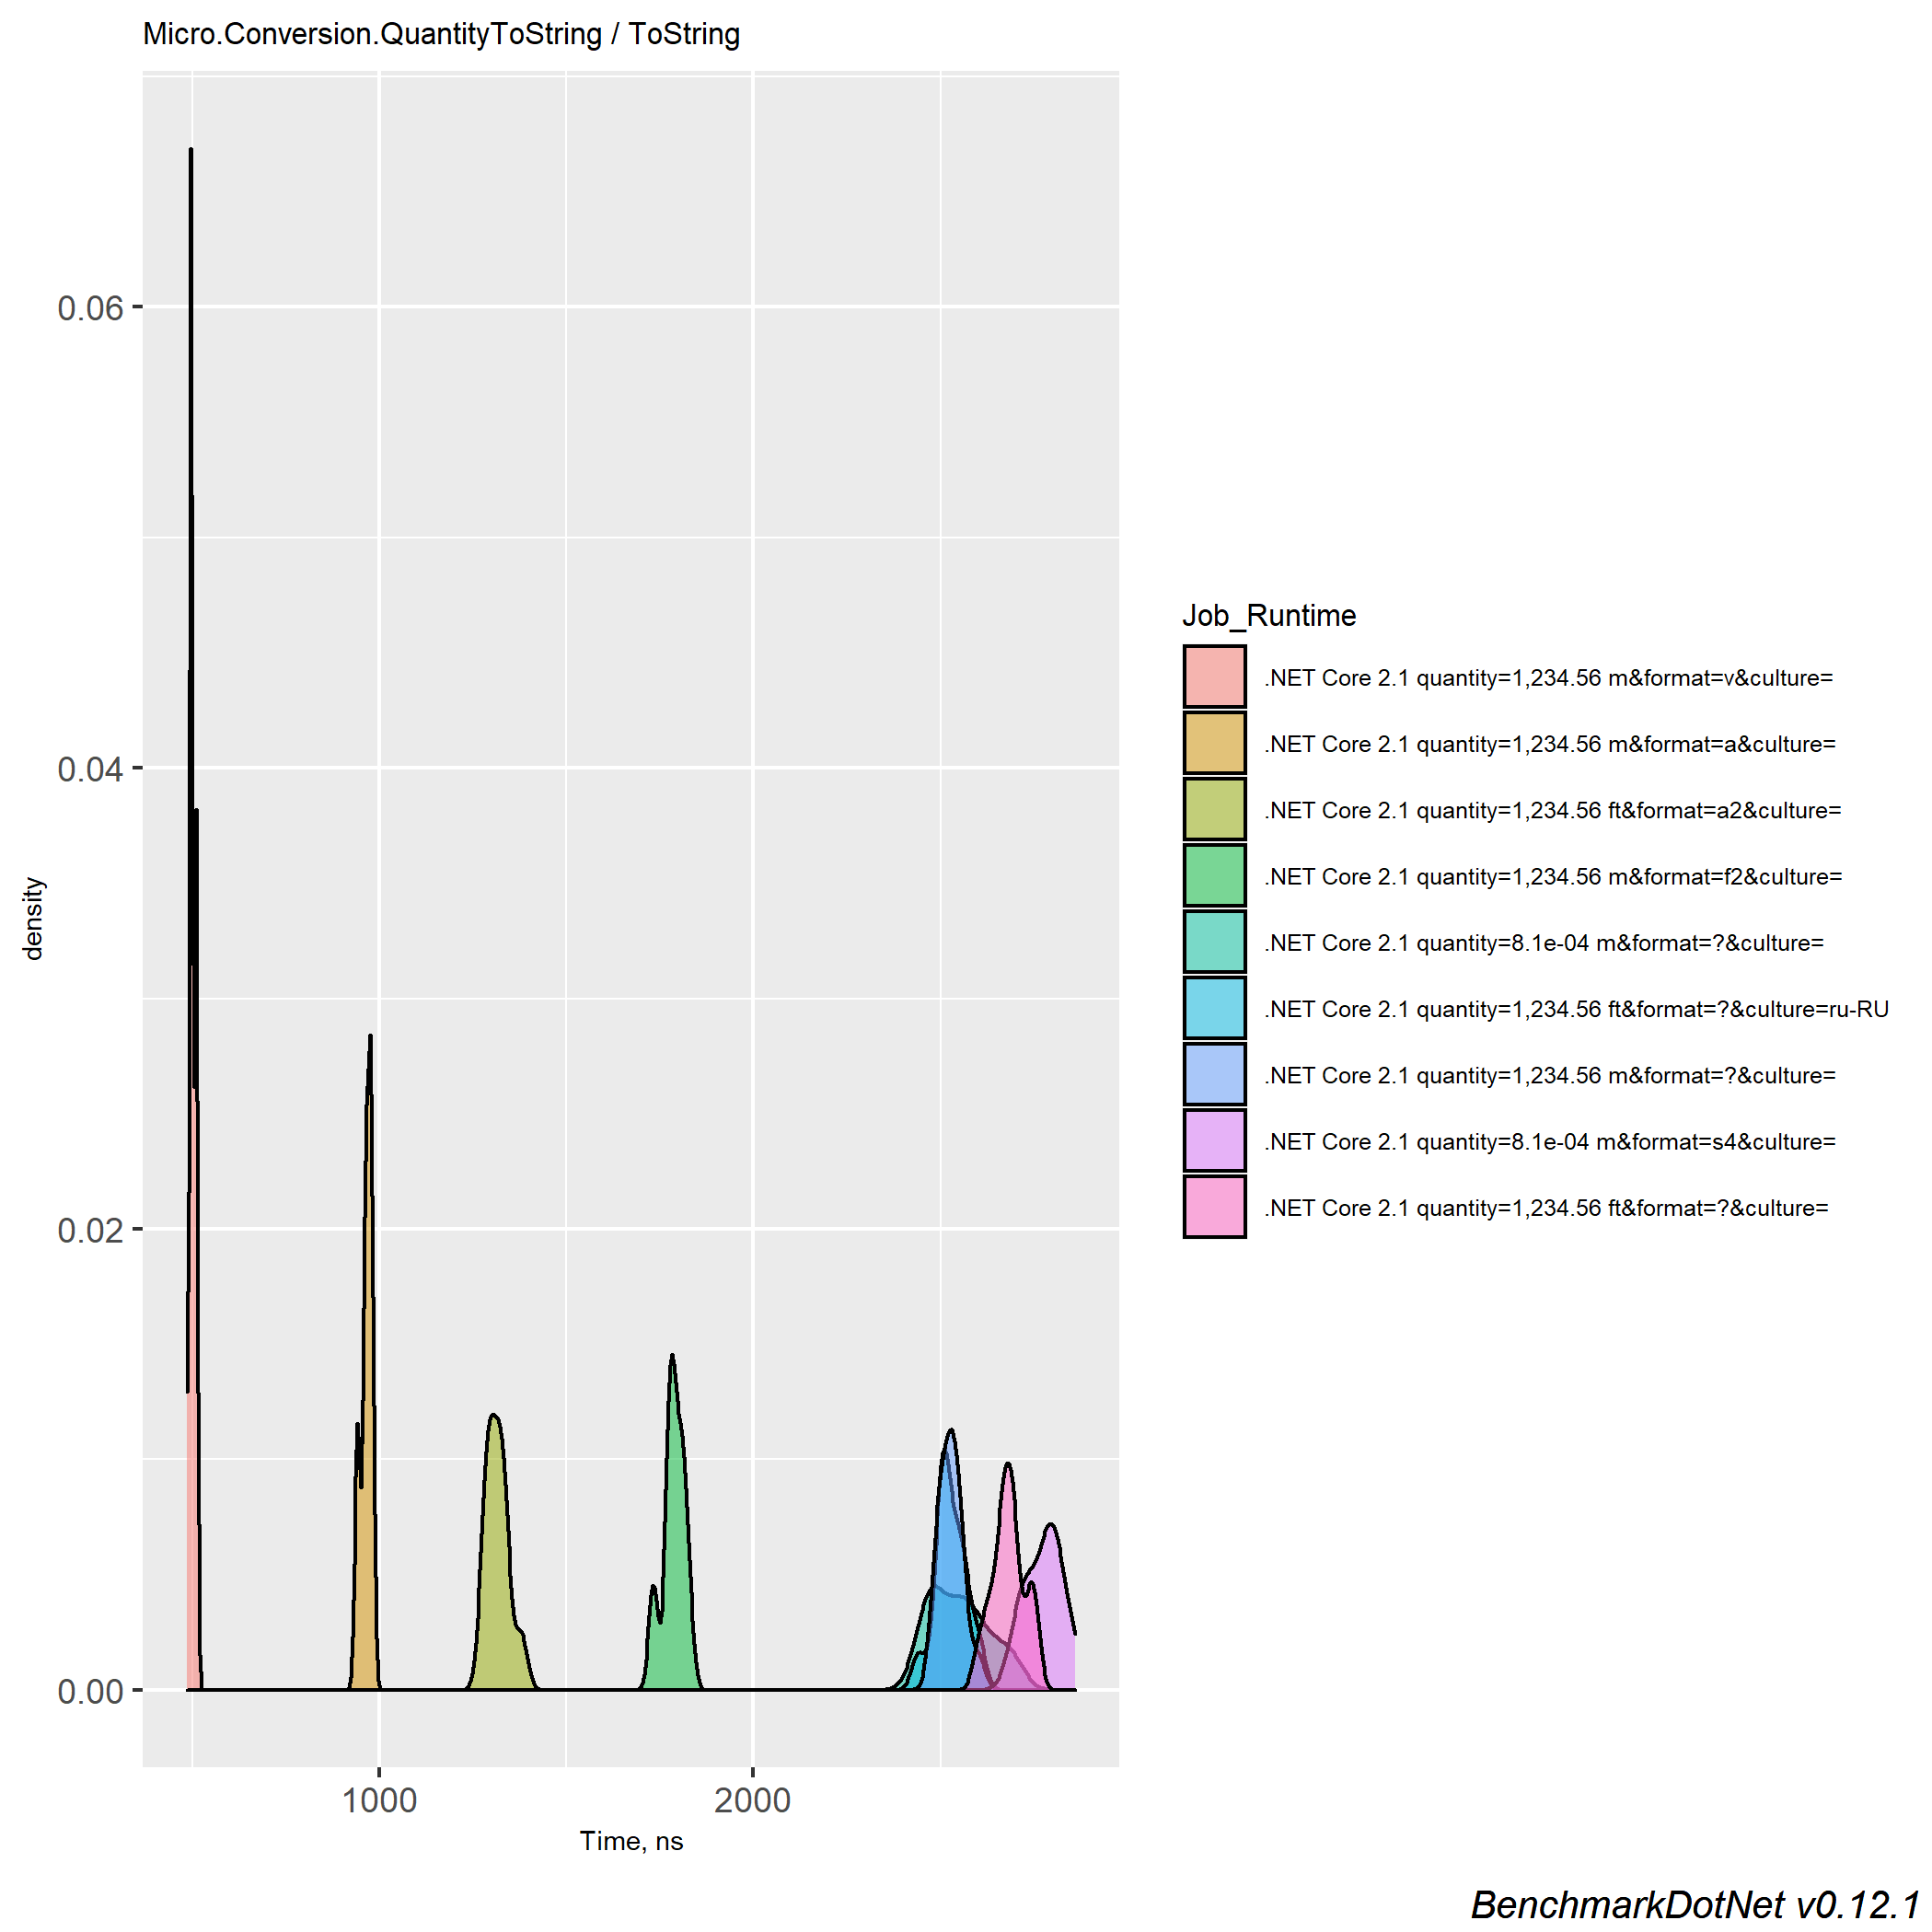 Micro.Conversion.QuantityToString / ToString
0.06
0.04
0.02
0.00
density
1000
2000
Time, ns
Job_Runtime
.NET Core 2.1 quantity=1,234.56 m&format=v&culture=
.NET Core 2.1 quantity=1,234.56 m&format=a&culture=
.NET Core 2.1 quantity=1,234.56 ft&format=a2&culture=
.NET Core 2.1 quantity=1,234.56 m&format=f2&culture=
.NET Core 2.1 quantity=8.1e-04 m&format=?&culture=
.NET Core 2.1 quantity=1,234.56 ft&format=?&culture=ru-RU
.NET Core 2.1 quantity=1,234.56 m&format=?&culture=
.NET Core 2.1 quantity=8.1e-04 m&format=s4&culture=
.NET Core 2.1 quantity=1,234.56 ft&format=?&culture=
BenchmarkDotNet v0.12.1